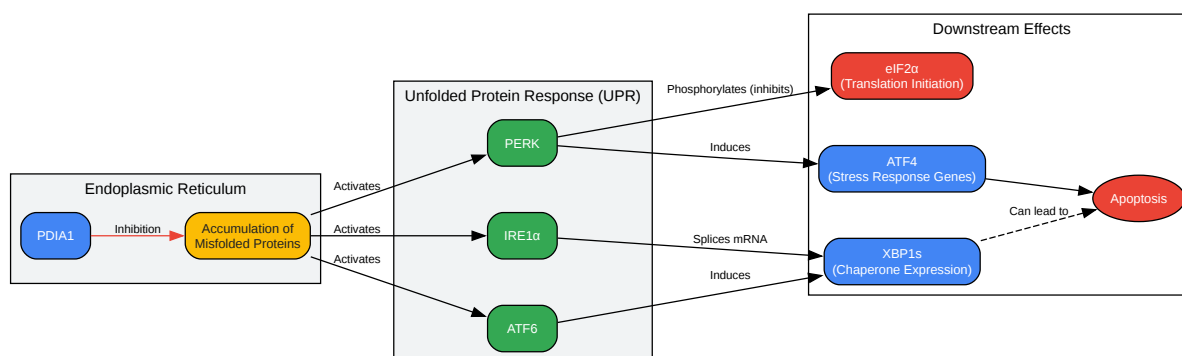 Downstream Effects
eIF2α
(Translation Initiation)
Phosphorylates (inhibits)
Unfolded Protein Response (UPR)
PERK
Induces
ATF4
(Stress Response Genes)
Endoplasmic Reticulum
Activates
Apoptosis
Can lead to
PDIA1
Inhibition
Accumulation of
Misfolded Proteins
Activates
IRE1α
Splices mRNA
XBP1s
(Chaperone Expression)
Activates
Induces
ATF6